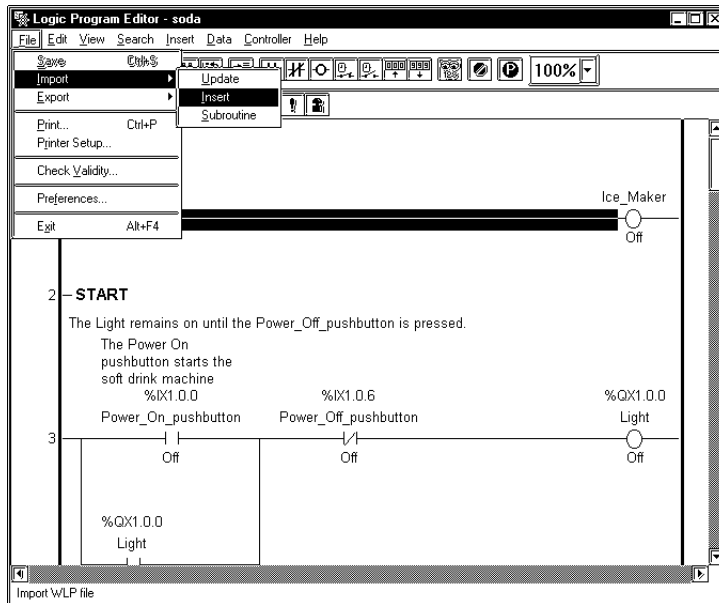 Logic Program Editor - soda
File Edit View Search Insert Data Controller Help
Save Ctrl+S
Import
Export
Print... Ctrl+P
Printer Setup...
Check Validity...
Preferences...
Exit Alt+F4
Update
Insert
Subroutine
P 100%
Ice_Maker
Off
2 START
The Light remains on until the Power_Off_pushbutton is pressed.
The Power On
pushbutton starts the
soft drink machine
%IX1.0.0 %IX1.0.6 %QX1.0.0
Power_On_pushbutton Power_Off_pushbutton Light
3
Off Off Off
%QX1.0.0
Light
Import WLP file